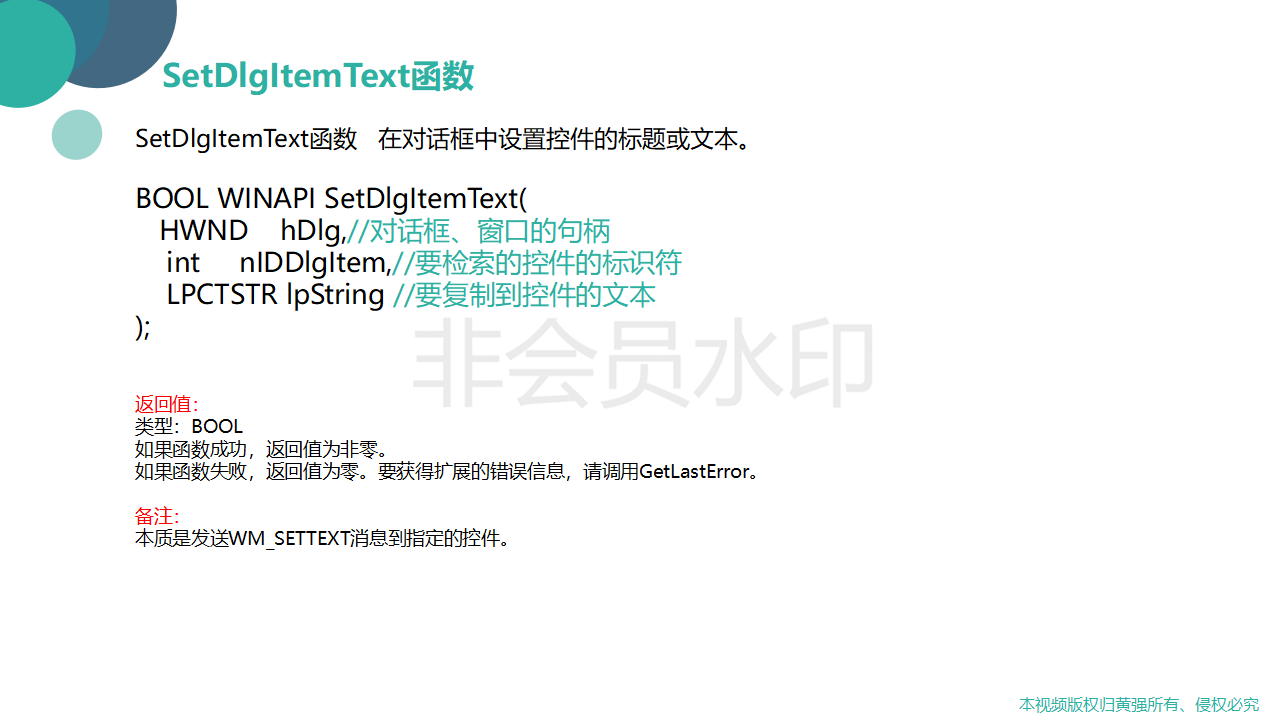 SetDlgItemText函数
SetDlgItemText函数   在对话框中设置控件的标题或文本。
BOOL WINAPI SetDlgItemText(
HWND    hDlg,//对话框、窗口的句柄
int     nIDDlgItem,//要检索的控件的标识符
LPCTSTR lpString //要复制到控件的文本
);
非会员水印
返回值：
类型：BOOL
如果函数成功，返回值为非零。
如果函数失败，返回值为零。要获得扩展的错误信息，请调用GetLastError。
备注：
本质是发送WM_SETTEXT消息到指定的控件。
本视频版权归黄强所有、侵权必究